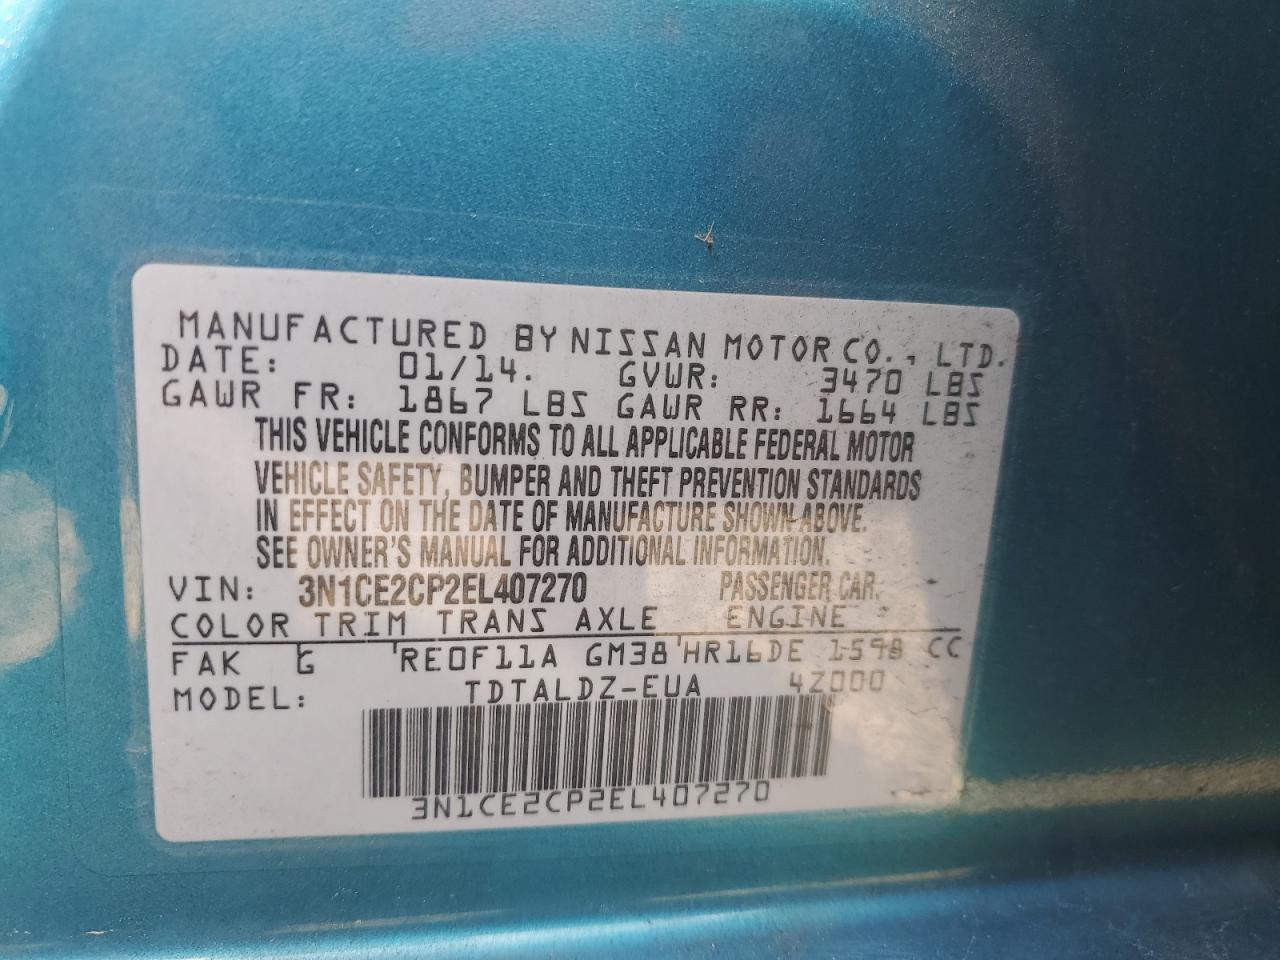 MANUFACTURED BY NISSAN MOTOR CO., LTD.
DATE: 01/14. GVWR: 3470 LBS
GAWR FR: 1867 LBS GAWR RR: 1664 LBS
THIS VEHICLE CONFORMS TO ALL APPLICABLE FEDERAL MOTOR
VEHICLE SAFETY, BUMPER AND THEFT PREVENTION STANDARDS
IN EFFECT ON THE DATE OF MANUFACTURE SHOWN ABOVE.
SEE OWNER'S MANUAL FOR ADDITIONAL INFORMATION.
VIN: 3N1CE2CP2EL407270 PASSENGER CAR.
COLOR TRIM TRANS AXLE ENGINE
FAK G RE0F11A GM38 HR16DE 1598 CC
MODEL: TDTALDZ-EUA 4Z000
3N1CE2CP2EL407270